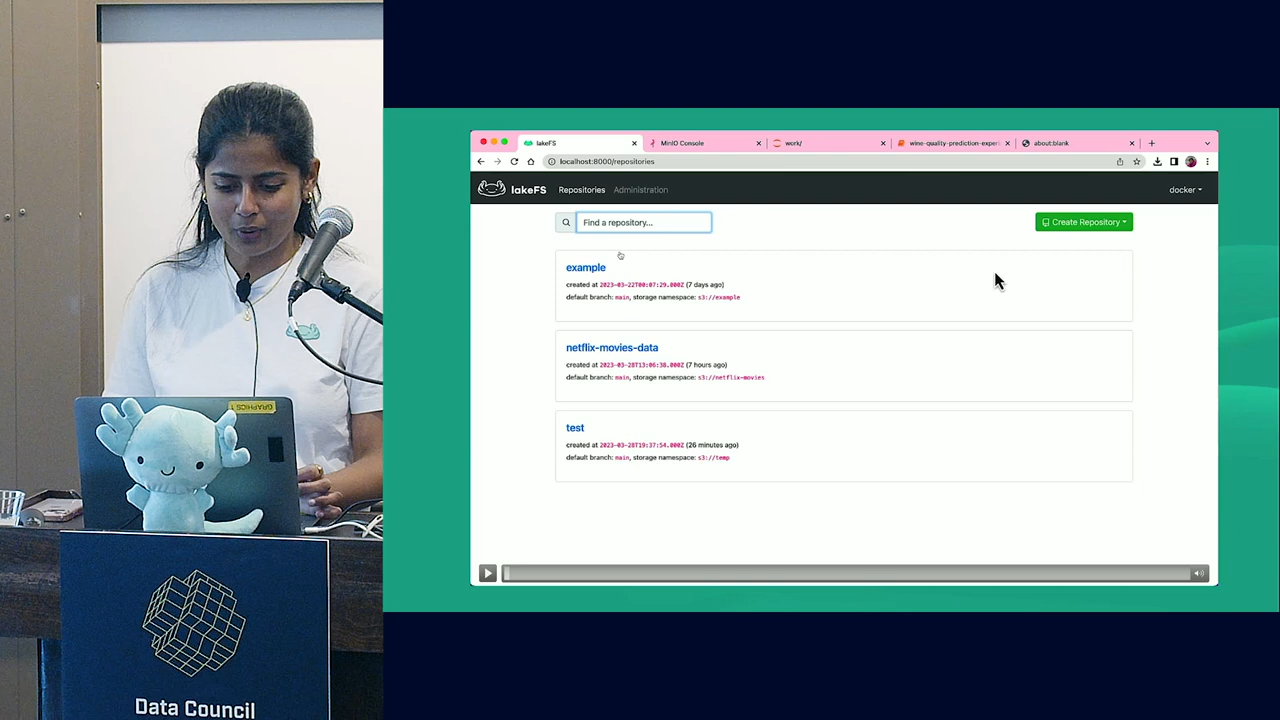 GRAPHICS 1
Data Council
lakeFS
MinIO Console
work/
wine-quality-prediction-experi
about:blank
localhost:8000/repositories
lakeFS
Repositories
Administration
docker
Find a repository...
Create Repository
example
created at 2023-03-22T00:07:29.000Z (7 days ago)
default branch: main, storage namespace: s3://example
netflix-movies-data
created at 2023-03-28T13:06:38.000Z (7 hours ago)
default branch: main, storage namespace: s3://netflix-movies
test
created at 2023-03-28T19:37:54.000Z (26 minutes ago)
default branch: main, storage namespace: s3://temp